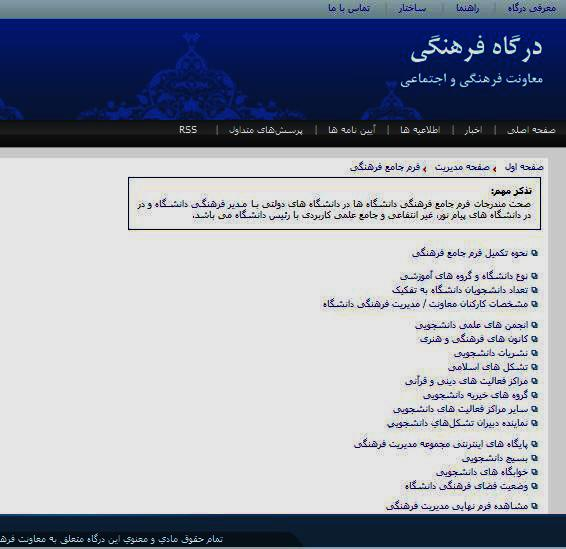 معرفی درگاه | راهنما | ساختار | تماس با ما
درگاه فرهنگی
معاونت فرهنگی و اجتماعی
صفحه اصلی | اخبار | اطلاعیه ها | آیین نامه ها | پرسش‌های متداول | RSS
صفحه اول صفحه مدیریت فرم جامع فرهنگی
تذکر مهم:
صحت مندرجات فرم جامع فرهنگی دانشگاه ها در دانشگاه های دولتی با مدیر فرهنگی دانشگاه و در
در دانشگاه های پیام نور، غیر انتفاعی و جامع علمی کاربردی با رئیس دانشگاه می باشد.
نحوه تکمیل فرم جامع فرهنگی
نوع دانشگاه و گروه های آموزشی
تعداد دانشجویان دانشگاه به تفکیک
مشخصات کارکنان معاونت / مدیریت فرهنگی دانشگاه
انجمن های علمی دانشجویی
کانون های فرهنگی و هنری
نشریات دانشجویی
تشکل های اسلامی
مراکز فعالیت های دینی و قرآنی
گروه های خیریه دانشجویی
سایر مراکز فعالیت های دانشجویی
نماینده دبیران تشکل‌هاي دانشجویي
پایگاه های اینترنتی مجموعه مدیریت فرهنگی
بسیج دانشجویی
خوابگاه های دانشجویی
وضعیت فضای فرهنگی دانشگاه
مشاهده فرم نهایی مدیریت فرهنگی
تمام حقوق مادي و معنوي اين درگاه متعلق به معاونت فره